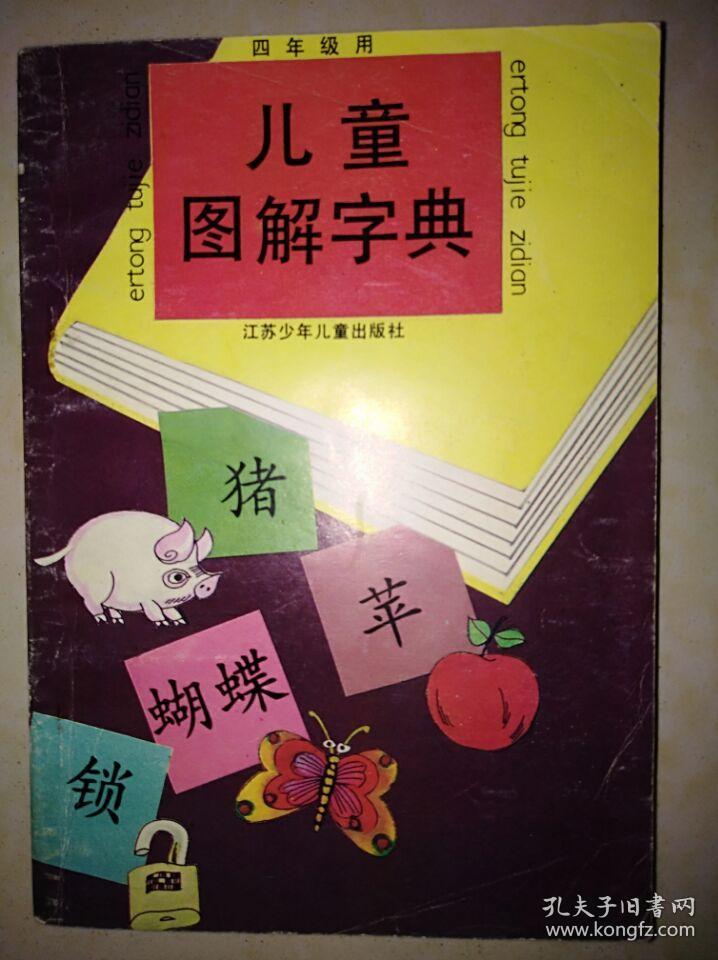 四年级用
儿童
图解字典
ertong tujie zidian
ertong tujie zidian
江苏少年儿童出版社
猪
苹
蝴蝶
锁
孔夫子旧书网
www.kongfz.com